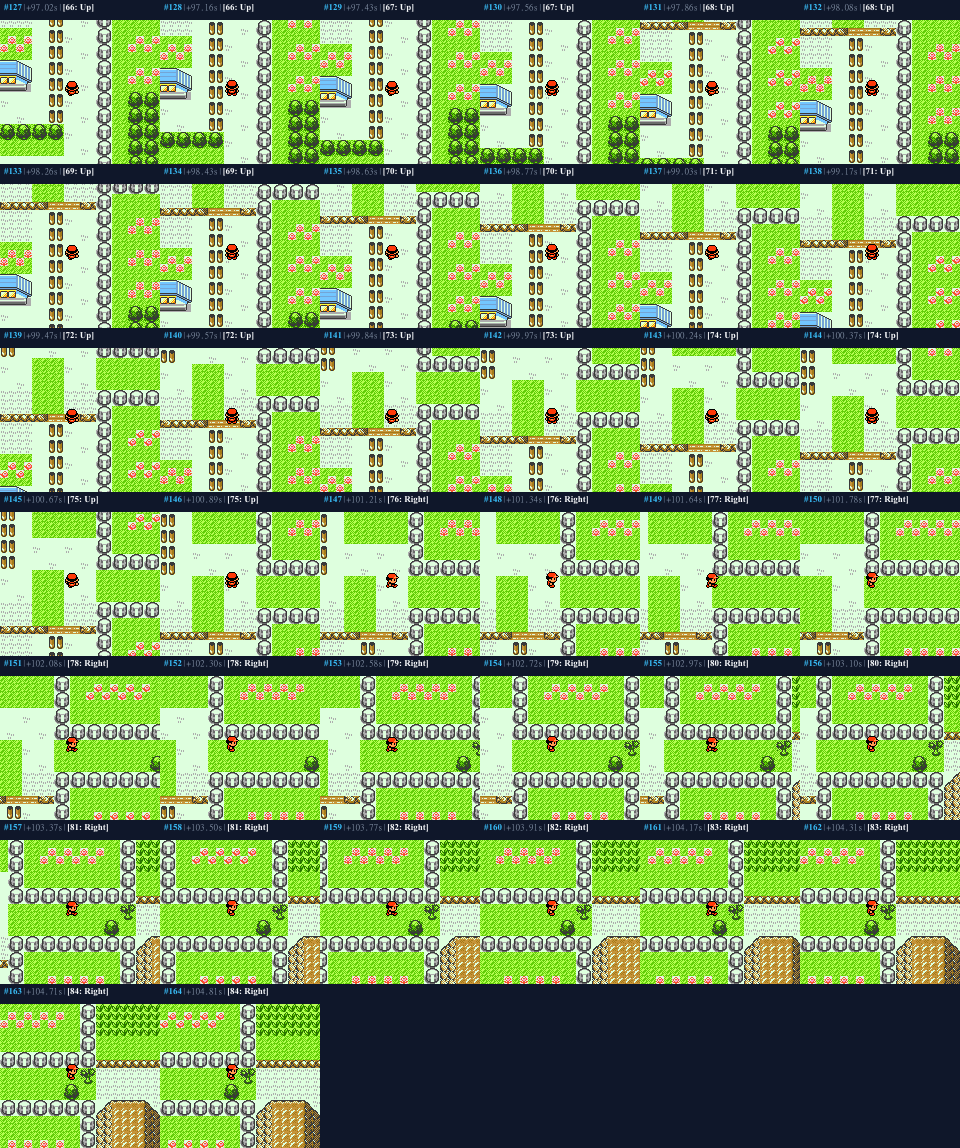 #127|+97.02s|[66: Up]
#128|+97.16s|[66: Up]
#129|+97.43s|[67: Up]
#130|+97.56s|[67: Up]
#131|+97.86s|[68: Up]
#132|+98.08s|[68: Up]
#133|+98.26s|[69: Up]
#134|+98.43s|[69: Up]
#135|+98.63s|[70: Up]
#136|+98.77s|[70: Up]
#137|+99.03s|[71: Up]
#138|+99.17s|[71: Up]
#139|+99.47s|[72: Up]
#140|+99.57s|[72: Up]
#141|+99.84s|[73: Up]
#142|+99.97s|[73: Up]
#143|+100.24s|[74: Up]
#144|+100.37s|[74: Up]
#145|+100.67s|[75: Up]
#146|+100.89s|[75: Up]
#147|+101.21s|[76: Right]
#148|+101.34s|[76: Right]
#149|+101.64s|[77: Right]
#150|+101.78s|[77: Right]
#151|+102.08s|[78: Right]
#152|+102.30s|[78: Right]
#153|+102.58s|[79: Right]
#154|+102.72s|[79: Right]
#155|+102.97s|[80: Right]
#156|+103.10s|[80: Right]
#157|+103.37s|[81: Right]
#158|+103.50s|[81: Right]
#159|+103.77s|[82: Right]
#160|+103.91s|[82: Right]
#161|+104.17s|[83: Right]
#162|+104.31s|[83: Right]
#163|+104.71s|[84: Right]
#164|+104.81s|[84: Right]